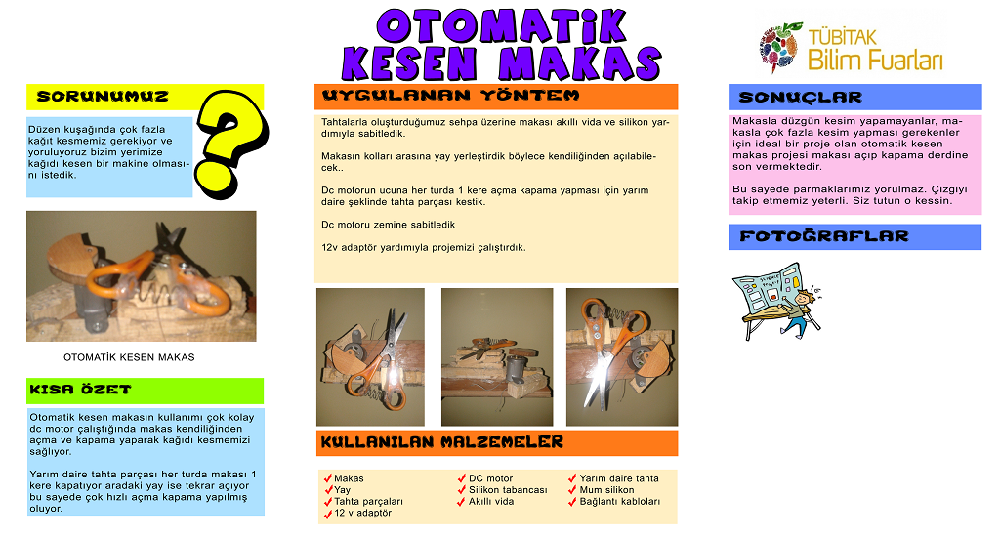 OTOMATİK
KESEN MAKAS
TÜBİTAK
Bilim Fuarları
SORUNUMUZ
Düzen kuşağında çok fazla
kağıt kesmemiz gerekiyor ve
yoruluyoruz bizim yerimize
kağıdı kesen bir makine olması-
nı istedik.
OTOMATİK KESEN MAKAS
KISA ÖZET
Otomatik kesen makasın kullanımı çok kolay
dc motor çalıştığında makas kendiliğinden
açma ve kapama yaparak kağıdı kesmemizi
sağlıyor.
Yarım daire tahta parçası her turda makası 1
kere kapatıyor aradaki yay ise tekrar açıyor
bu sayede çok hızlı açma kapama yapılmış
oluyor.
UYGULANAN YÖNTEM
Tahtalarla oluşturduğumuz sehpa üzerine makası akıllı vida ve silikon yar-
dımıyla sabitledik.
Makasın kolları arasına yay yerleştirdik böylece kendiliğinden açılabile-
cek..
Dc motorun ucuna her turda 1 kere açma kapama yapması için yarım
daire şeklinde tahta parçası kestik.
Dc motoru zemine sabitledik
12v adaptör yardımıyla projemizi çalıştırdık.
KULLANILAN MALZEMELER
Makas
Yay
Tahta parçaları
12 v adaptör
DC motor
Silikon tabancası
Akıllı vida
Yarım daire tahta
Mum silikon
Bağlantı kabloları
SONUÇLAR
Makasla düzgün kesim yapamayanlar, ma-
kasla çok fazla kesim yapması gerekenler
için ideal bir proje olan otomatik kesen
makas projesi makası açıp kapama derdine
son vermektedir.
Bu sayede parmaklarımız yorulmaz. Çizgiyi
takip etmemiz yeterli. Siz tutun o kessin.
FOTOĞRAFLAR
SCIENCE
PROJECT